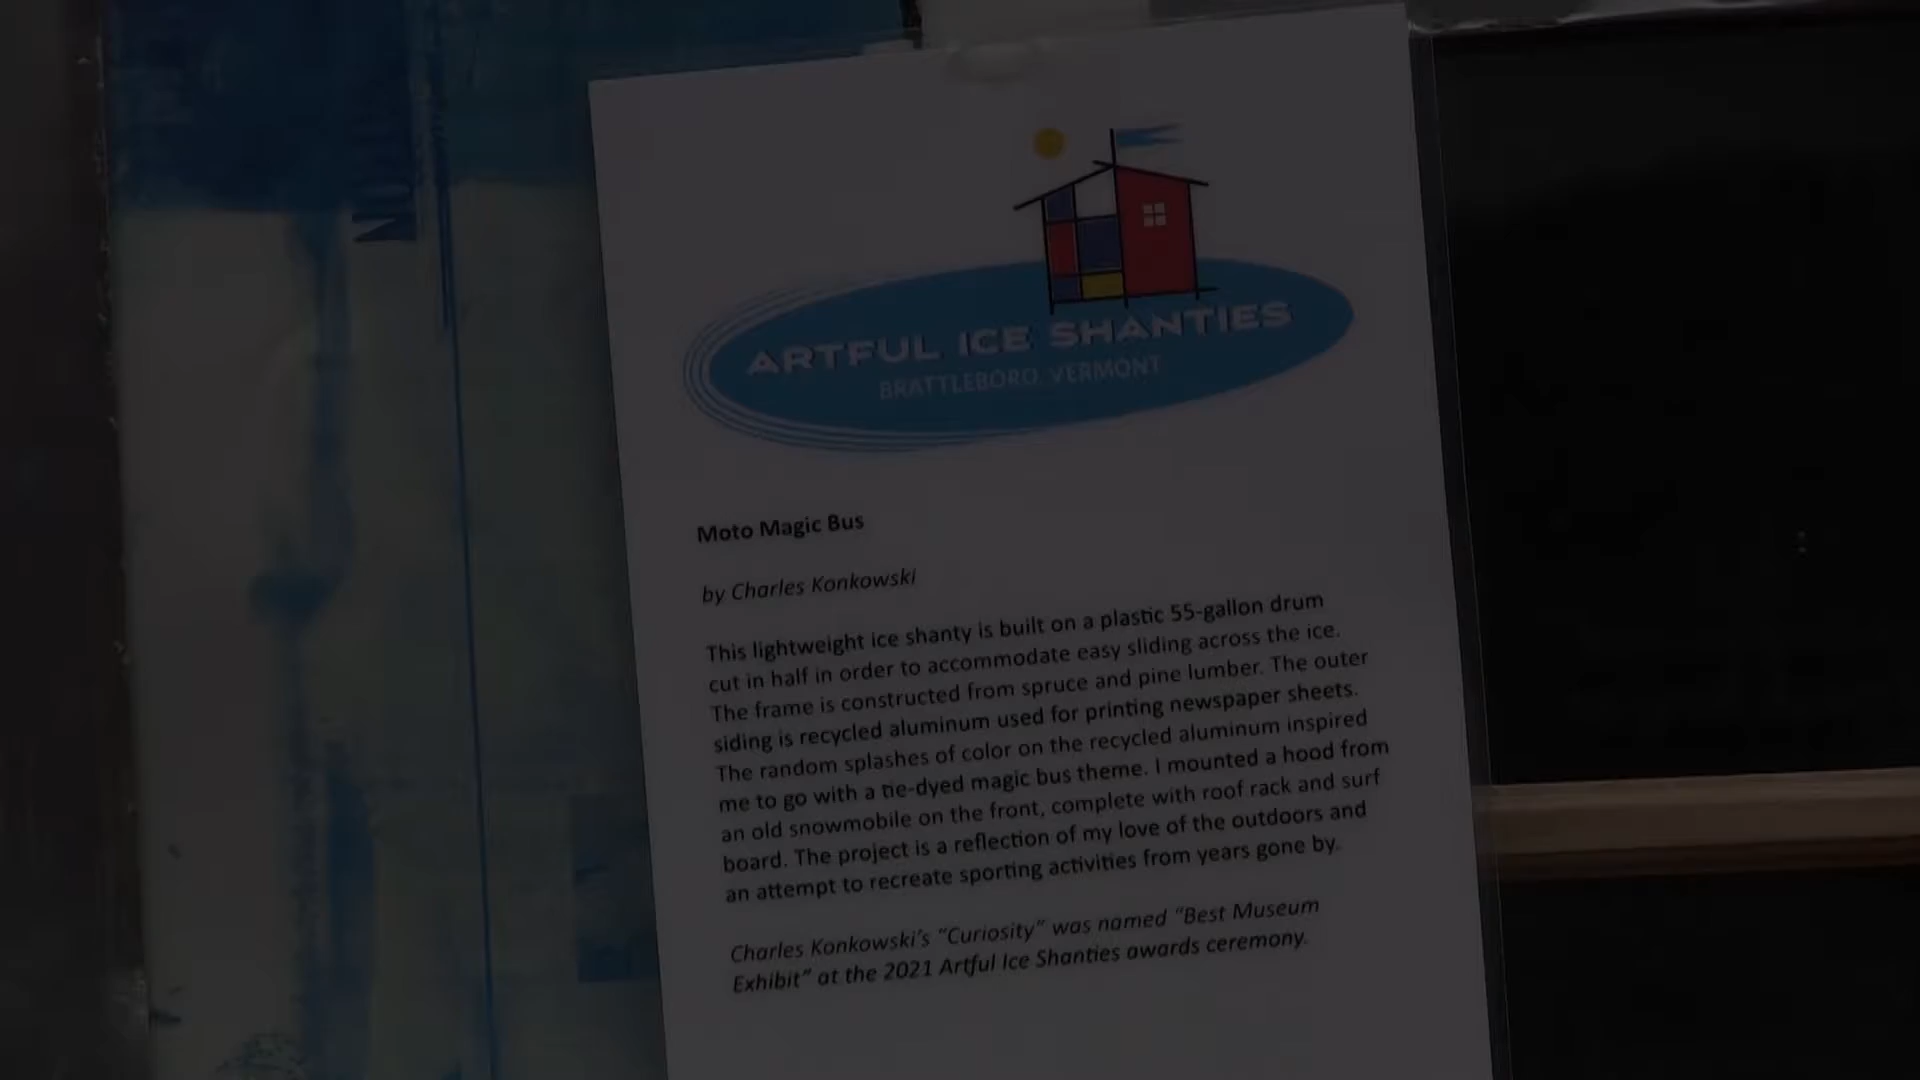 ARTFUL ICE SHANTIES
BRATTLEBORO, VERMONT
Moto Magic Bus
by Charles Konkowski
This lightweight ice shanty is built on a plastic 55-gallon drum
cut in half in order to accommodate easy sliding across the ice.
The frame is constructed from spruce and pine lumber. The outer
siding is recycled aluminum used for printing newspaper sheets.
The random splashes of color on the recycled aluminum inspired
me to go with a tie-dyed magic bus theme. I mounted a hood from
an old snowmobile on the front, complete with roof rack and surf
board. The project is a reflection of my love of the outdoors and
an attempt to recreate sporting activities from years gone by.
Charles Konkowski's "Curiosity" was named "Best Museum
Exhibit" at the 2021 Artful Ice Shanties awards ceremony.